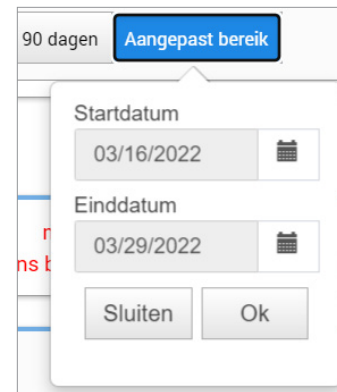 90 dagen Aangepast bereik
Startdatum
03/16/2022
Einddatum
03/29/2022
Sluiten Ok